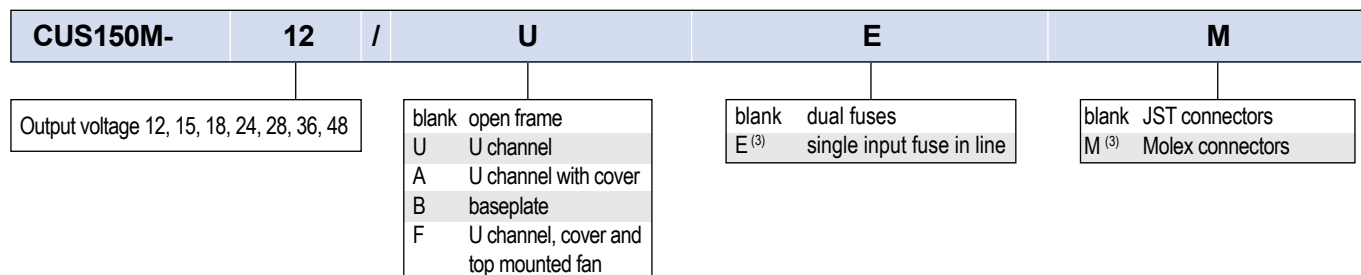 CUS150M- 12 / U E M
Output voltage 12, 15, 18, 24, 28, 36, 48
blank open frame
U U channel
A U channel with cover
B baseplate
F U channel, cover and
top mounted fan
blank dual fuses
E (3) single input fuse in line
blank JST connectors
M (3) Molex connectors